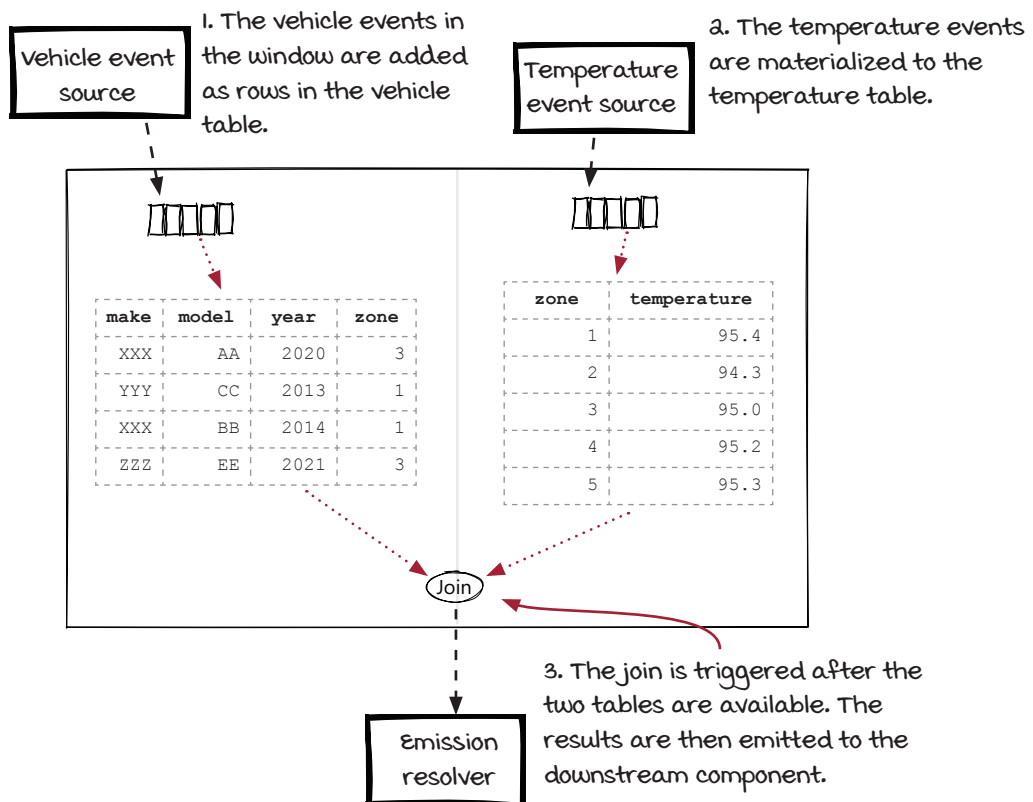 Vehicle event
source
1. The vehicle events in
the window are added
as rows in the vehicle
table.
Temperature
event source
2. The temperature events
are materialized to the
temperature table.
make model year zone
XXX AA 2020 3
YYY CC 2013 1
XXX BB 2014 1
ZZZ EE 2021 3
zone temperature
1 95.4
2 94.3
3 95.0
4 95.2
5 95.3
Join
3. The join is triggered after the
two tables are available. The
results are then emitted to the
downstream component.
Emission
resolver